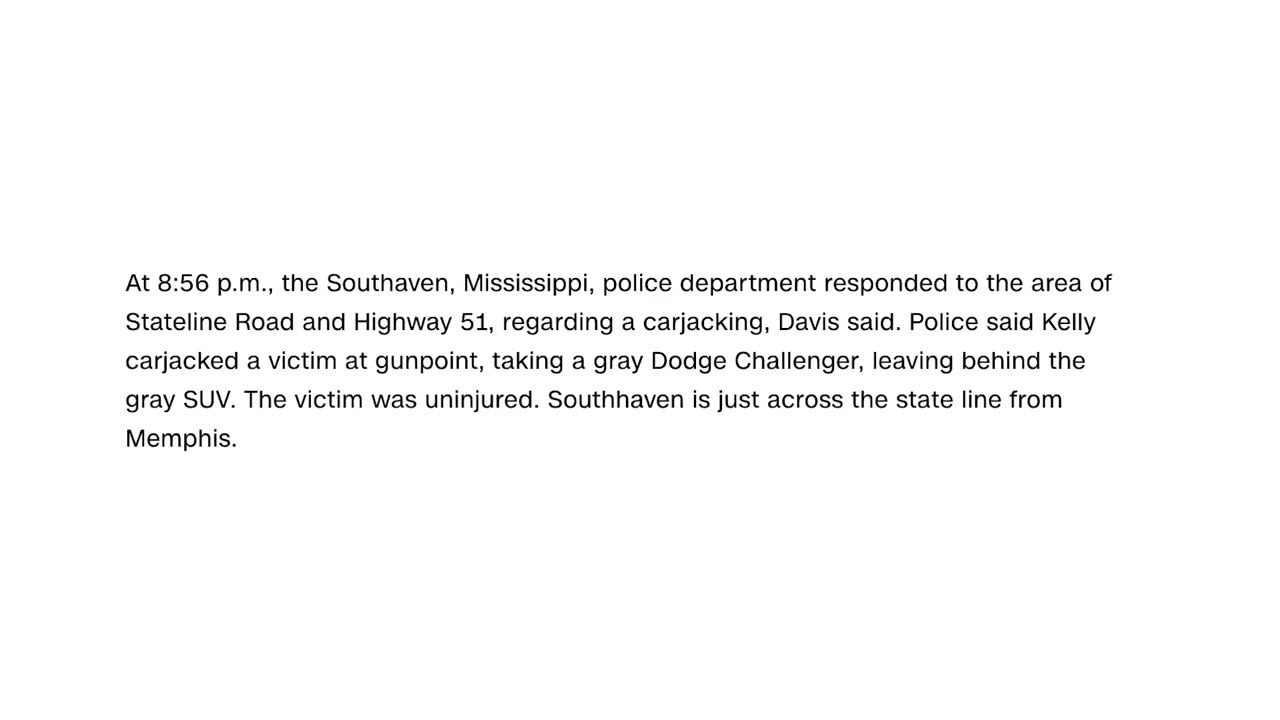 At 8:56 p.m., the Southaven, Mississippi, police department responded to the area of
Stateline Road and Highway 51, regarding a carjacking, Davis said. Police said Kelly
carjacked a victim at gunpoint, taking a gray Dodge Challenger, leaving behind the
gray SUV. The victim was uninjured. Southhaven is just across the state line from
Memphis.